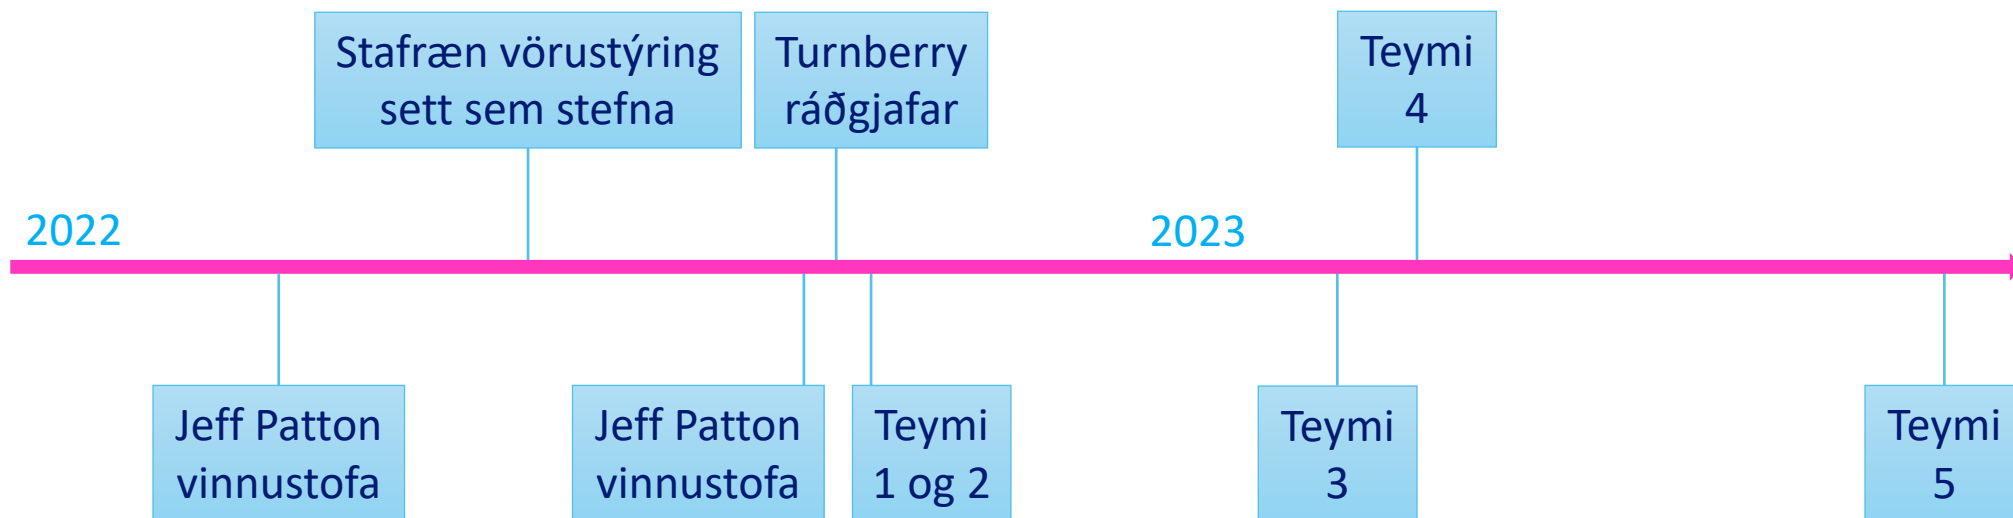 Stafræn vörustýring
sett sem stefna
Turnberry
ráðgjafar
Teymi
4
2022
2023
Jeff Patton
vinnustofa
Jeff Patton
vinnustofa
Teymi
1 og 2
Teymi
3
Teymi
5